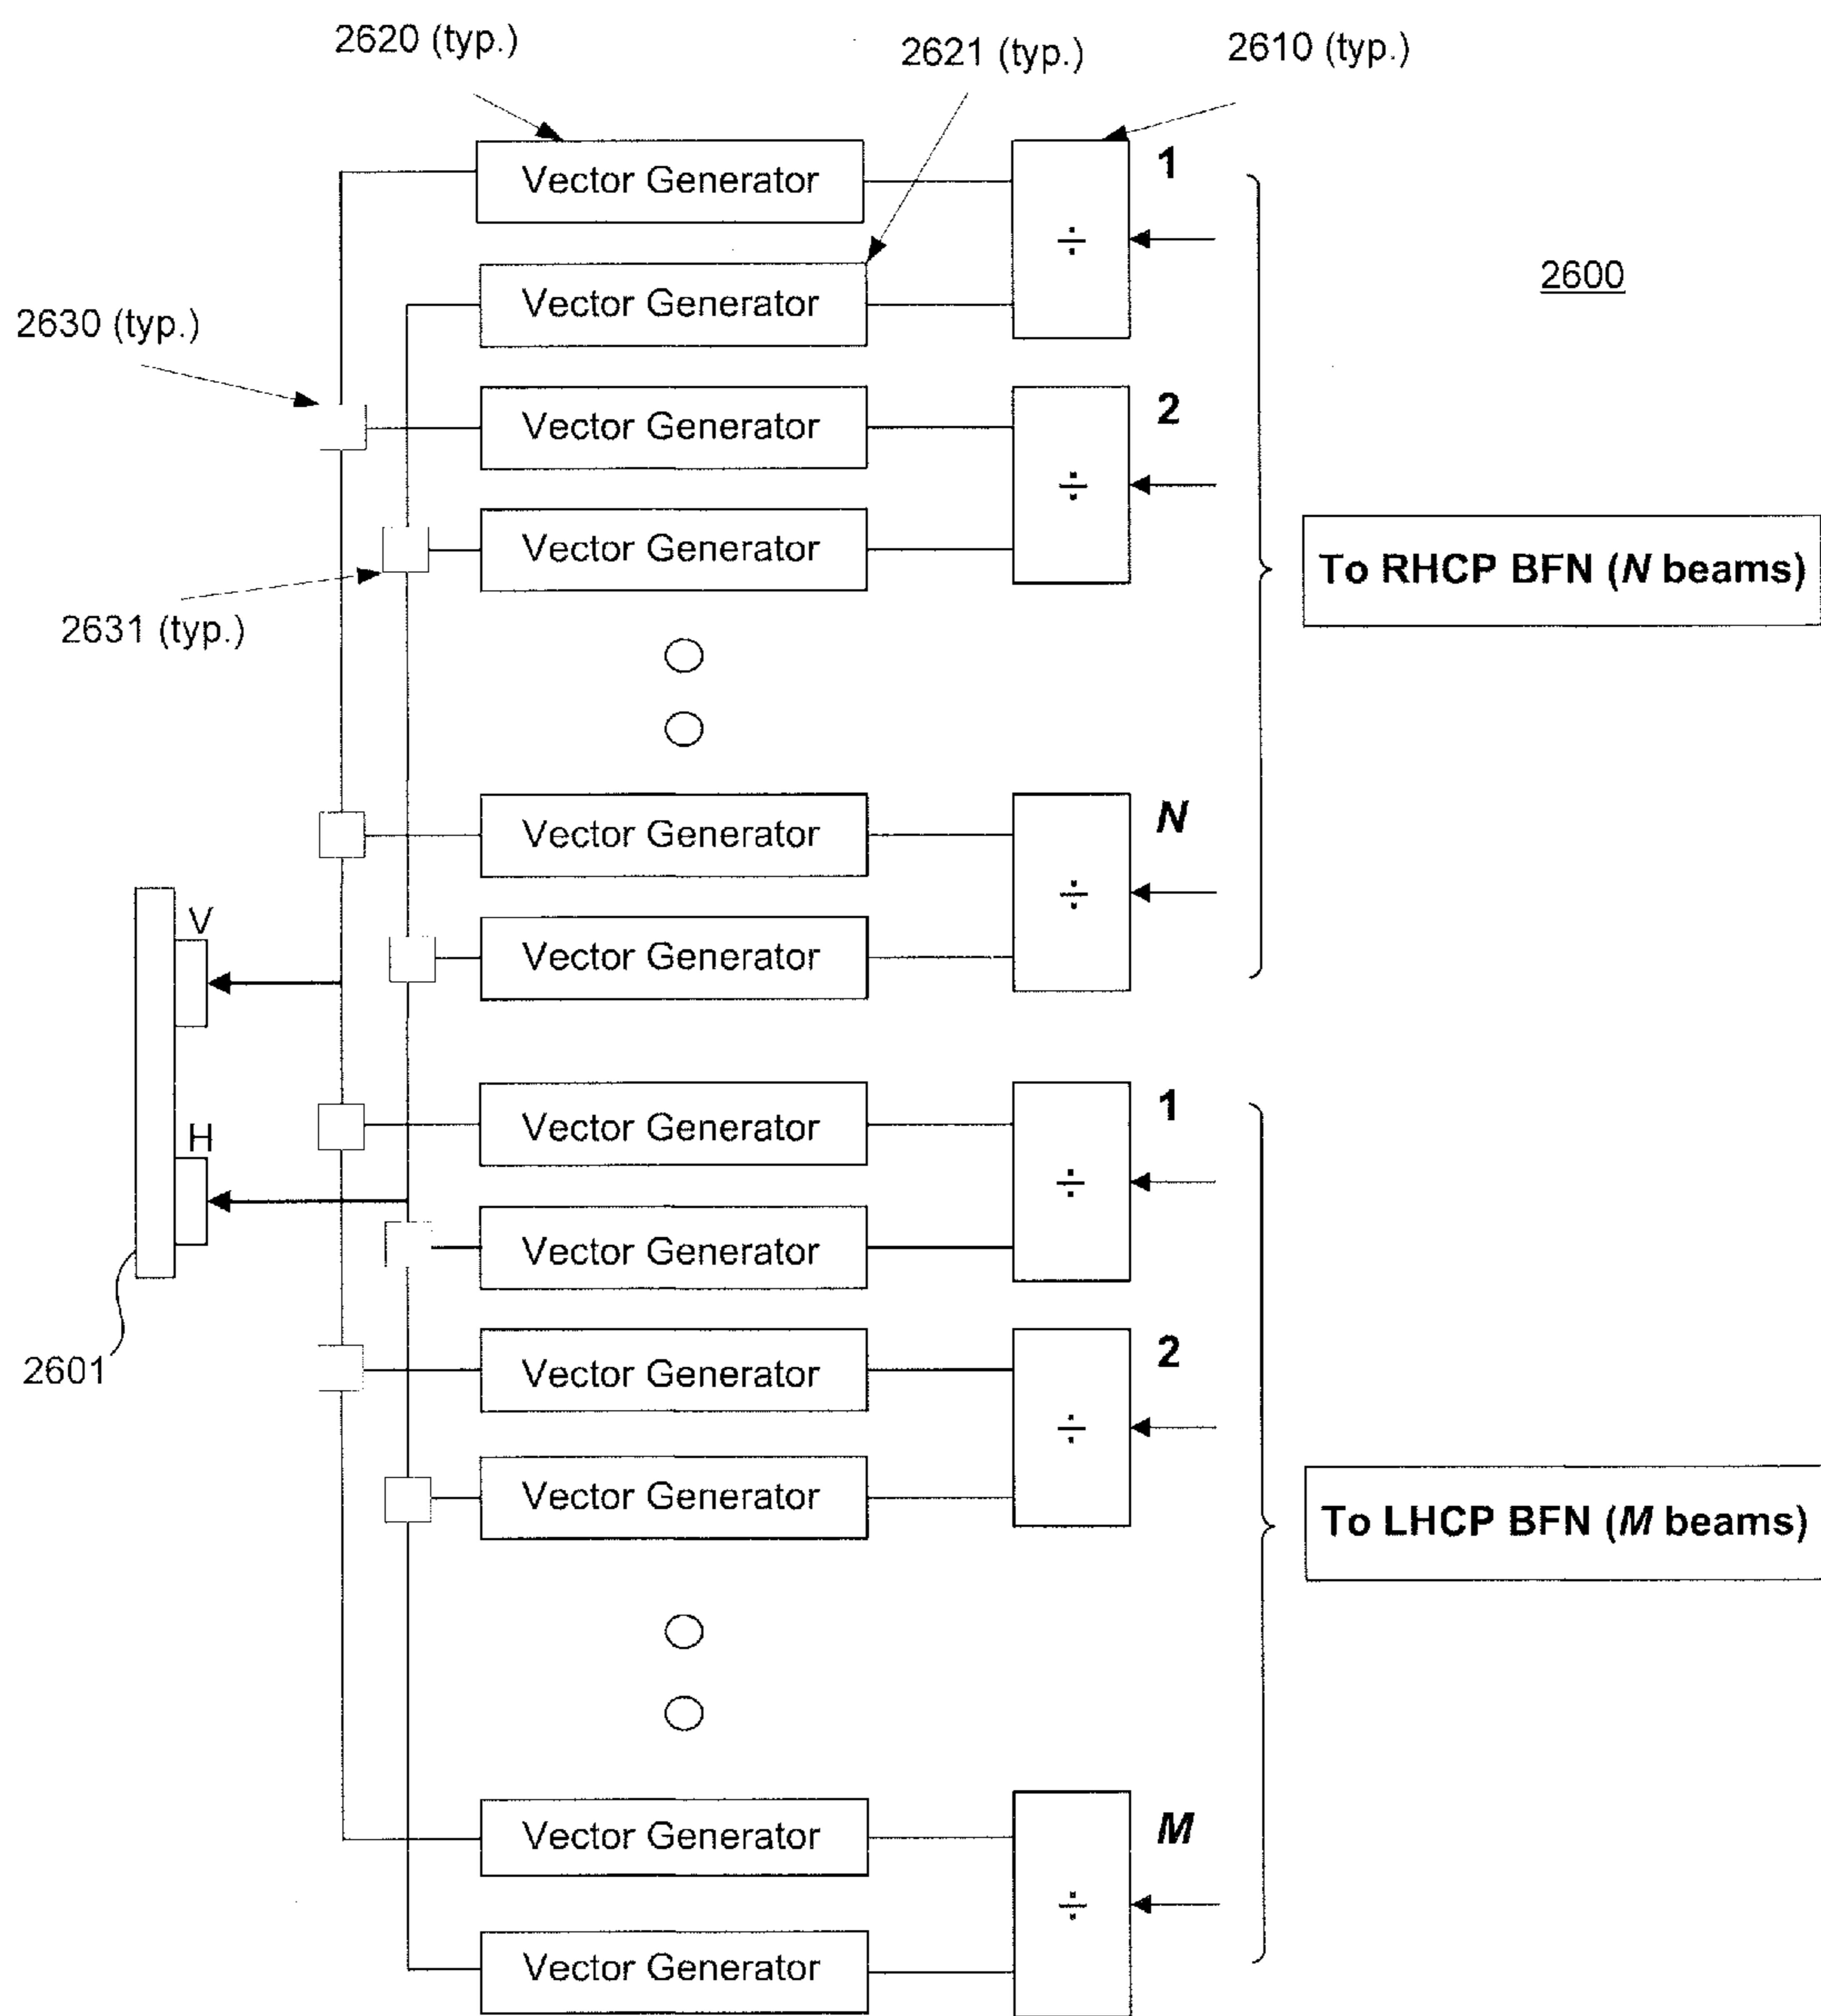 2620 (typ.)
2621 (typ.)
2610 (typ.)
Vector Generator
1
÷
2600
Vector Generator
2630 (typ.)
Vector Generator
2
÷
Vector Generator
To RHCP BFN (N beams)
2631 (typ.)
Vector Generator
N
÷
V
Vector Generator
Vector Generator
1
H
÷
Vector Generator
2601
Vector Generator
2
÷
Vector Generator
To LHCP BFN (M beams)
Vector Generator
M
÷
Vector Generator